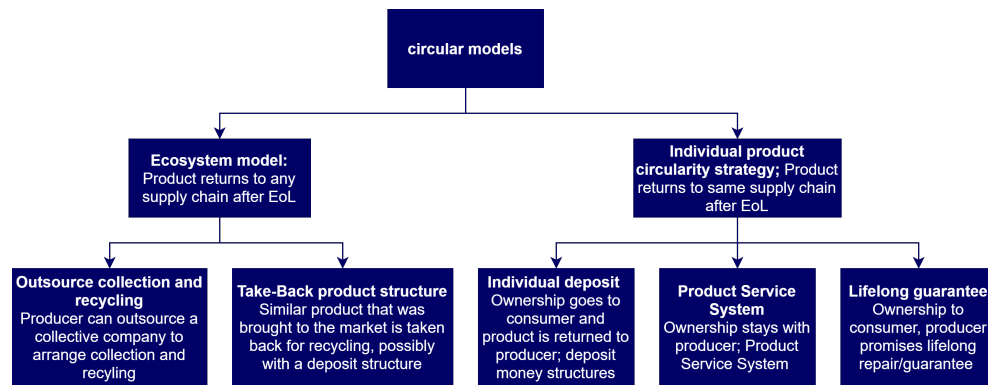 circular models
Ecosystem model:
Product returns to any
supply chain after EoL
Individual product
circularity strategy; Product
returns to same supply chain
after EoL
Outsource collection and
recycling
Producer can outsource a
collective company to
arrange collection and
recyling
Take-Back product structure
Similar product that was
brought to the market is taken
back for recycling, possibly
with a deposit structure
Individual deposit
Ownership goes to
consumer and
product is returned to
producer; deposit
money structures
Product Service
System
Ownership stays with
producer; Product
Service System
Lifelong guarantee
Ownership to
consumer, producer
promises lifelong
repair/guarantee